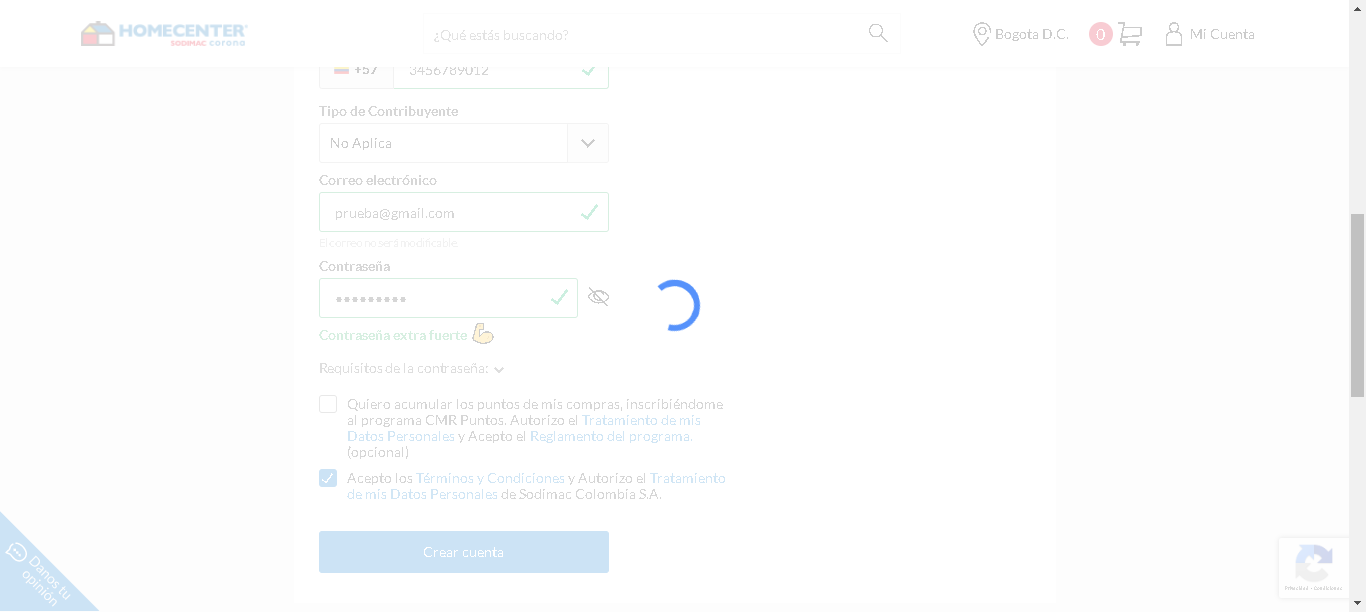 HOMECENTER
SODIMAC corona
¿Qué estás buscando?
Bogota D.C.
0
Mi Cuenta
+57
3456789012
Tipo de Contribuyente
No Aplica
Correo electrónico
prueba@gmail.com
El correo no será modificable.
Contraseña
•••••••••
Contraseña extra fuerte
Requisitos de la contraseña:
Quiero acumular los puntos de mis compras, inscribiéndome
al programa CMR Puntos. Autorizo el Tratamiento de mis
Datos Personales y Acepto el Reglamento del programa.
(opcional)
Acepto los Términos y Condiciones y Autorizo el Tratamiento
de mis Datos Personales de Sodimac Colombia S.A.
Crear cuenta
Danos tu
opinión
Privacidad - Condiciones